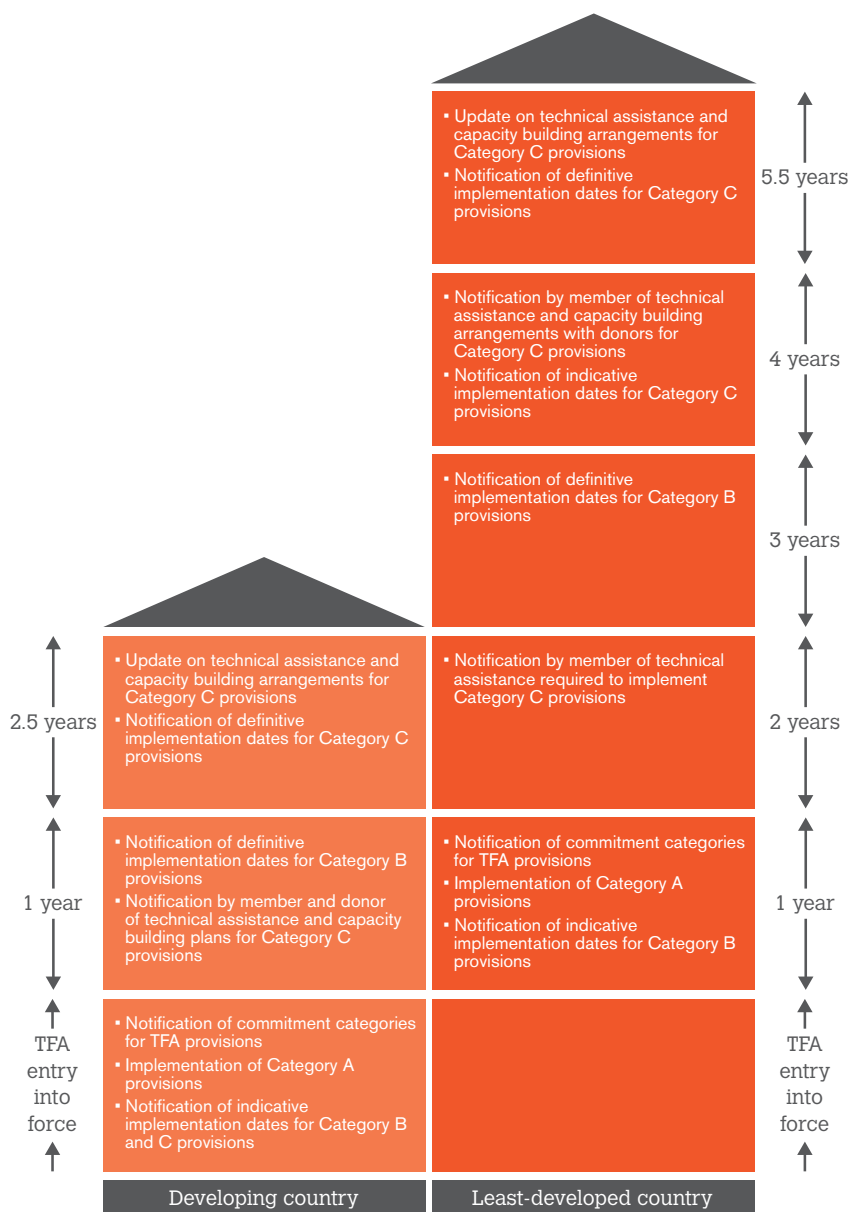 ▪ Update on technical assistance and
capacity building arrangements for
Category C provisions
▪ Notification of definitive
implementation dates for Category C
provisions
5.5 years
▪ Notification by member of technical
assistance and capacity building
arrangements with donors for
Category C provisions
▪ Notification of indicative
implementation dates for Category C
provisions
4 years
▪ Notification of definitive
implementation dates for Category B
provisions
3 years
2.5 years
▪ Update on technical assistance and
capacity building arrangements for
Category C provisions
▪ Notification of definitive
implementation dates for Category C
provisions
▪ Notification by member of technical
assistance required to implement
Category C provisions
2 years
1 year
▪ Notification of definitive
implementation dates for Category B
provisions
▪ Notification by member and donor
of technical assistance and capacity
building plans for Category C
provisions
▪ Notification of commitment categories
for TFA provisions
▪ Implementation of Category A
provisions
▪ Notification of indicative
implementation dates for Category B
provisions
1 year
TFA
entry
into
force
▪ Notification of commitment categories
for TFA provisions
▪ Implementation of Category A
provisions
▪ Notification of indicative
implementation dates for Category B
and C provisions
TFA
entry
into
force
Developing country
Least-developed country